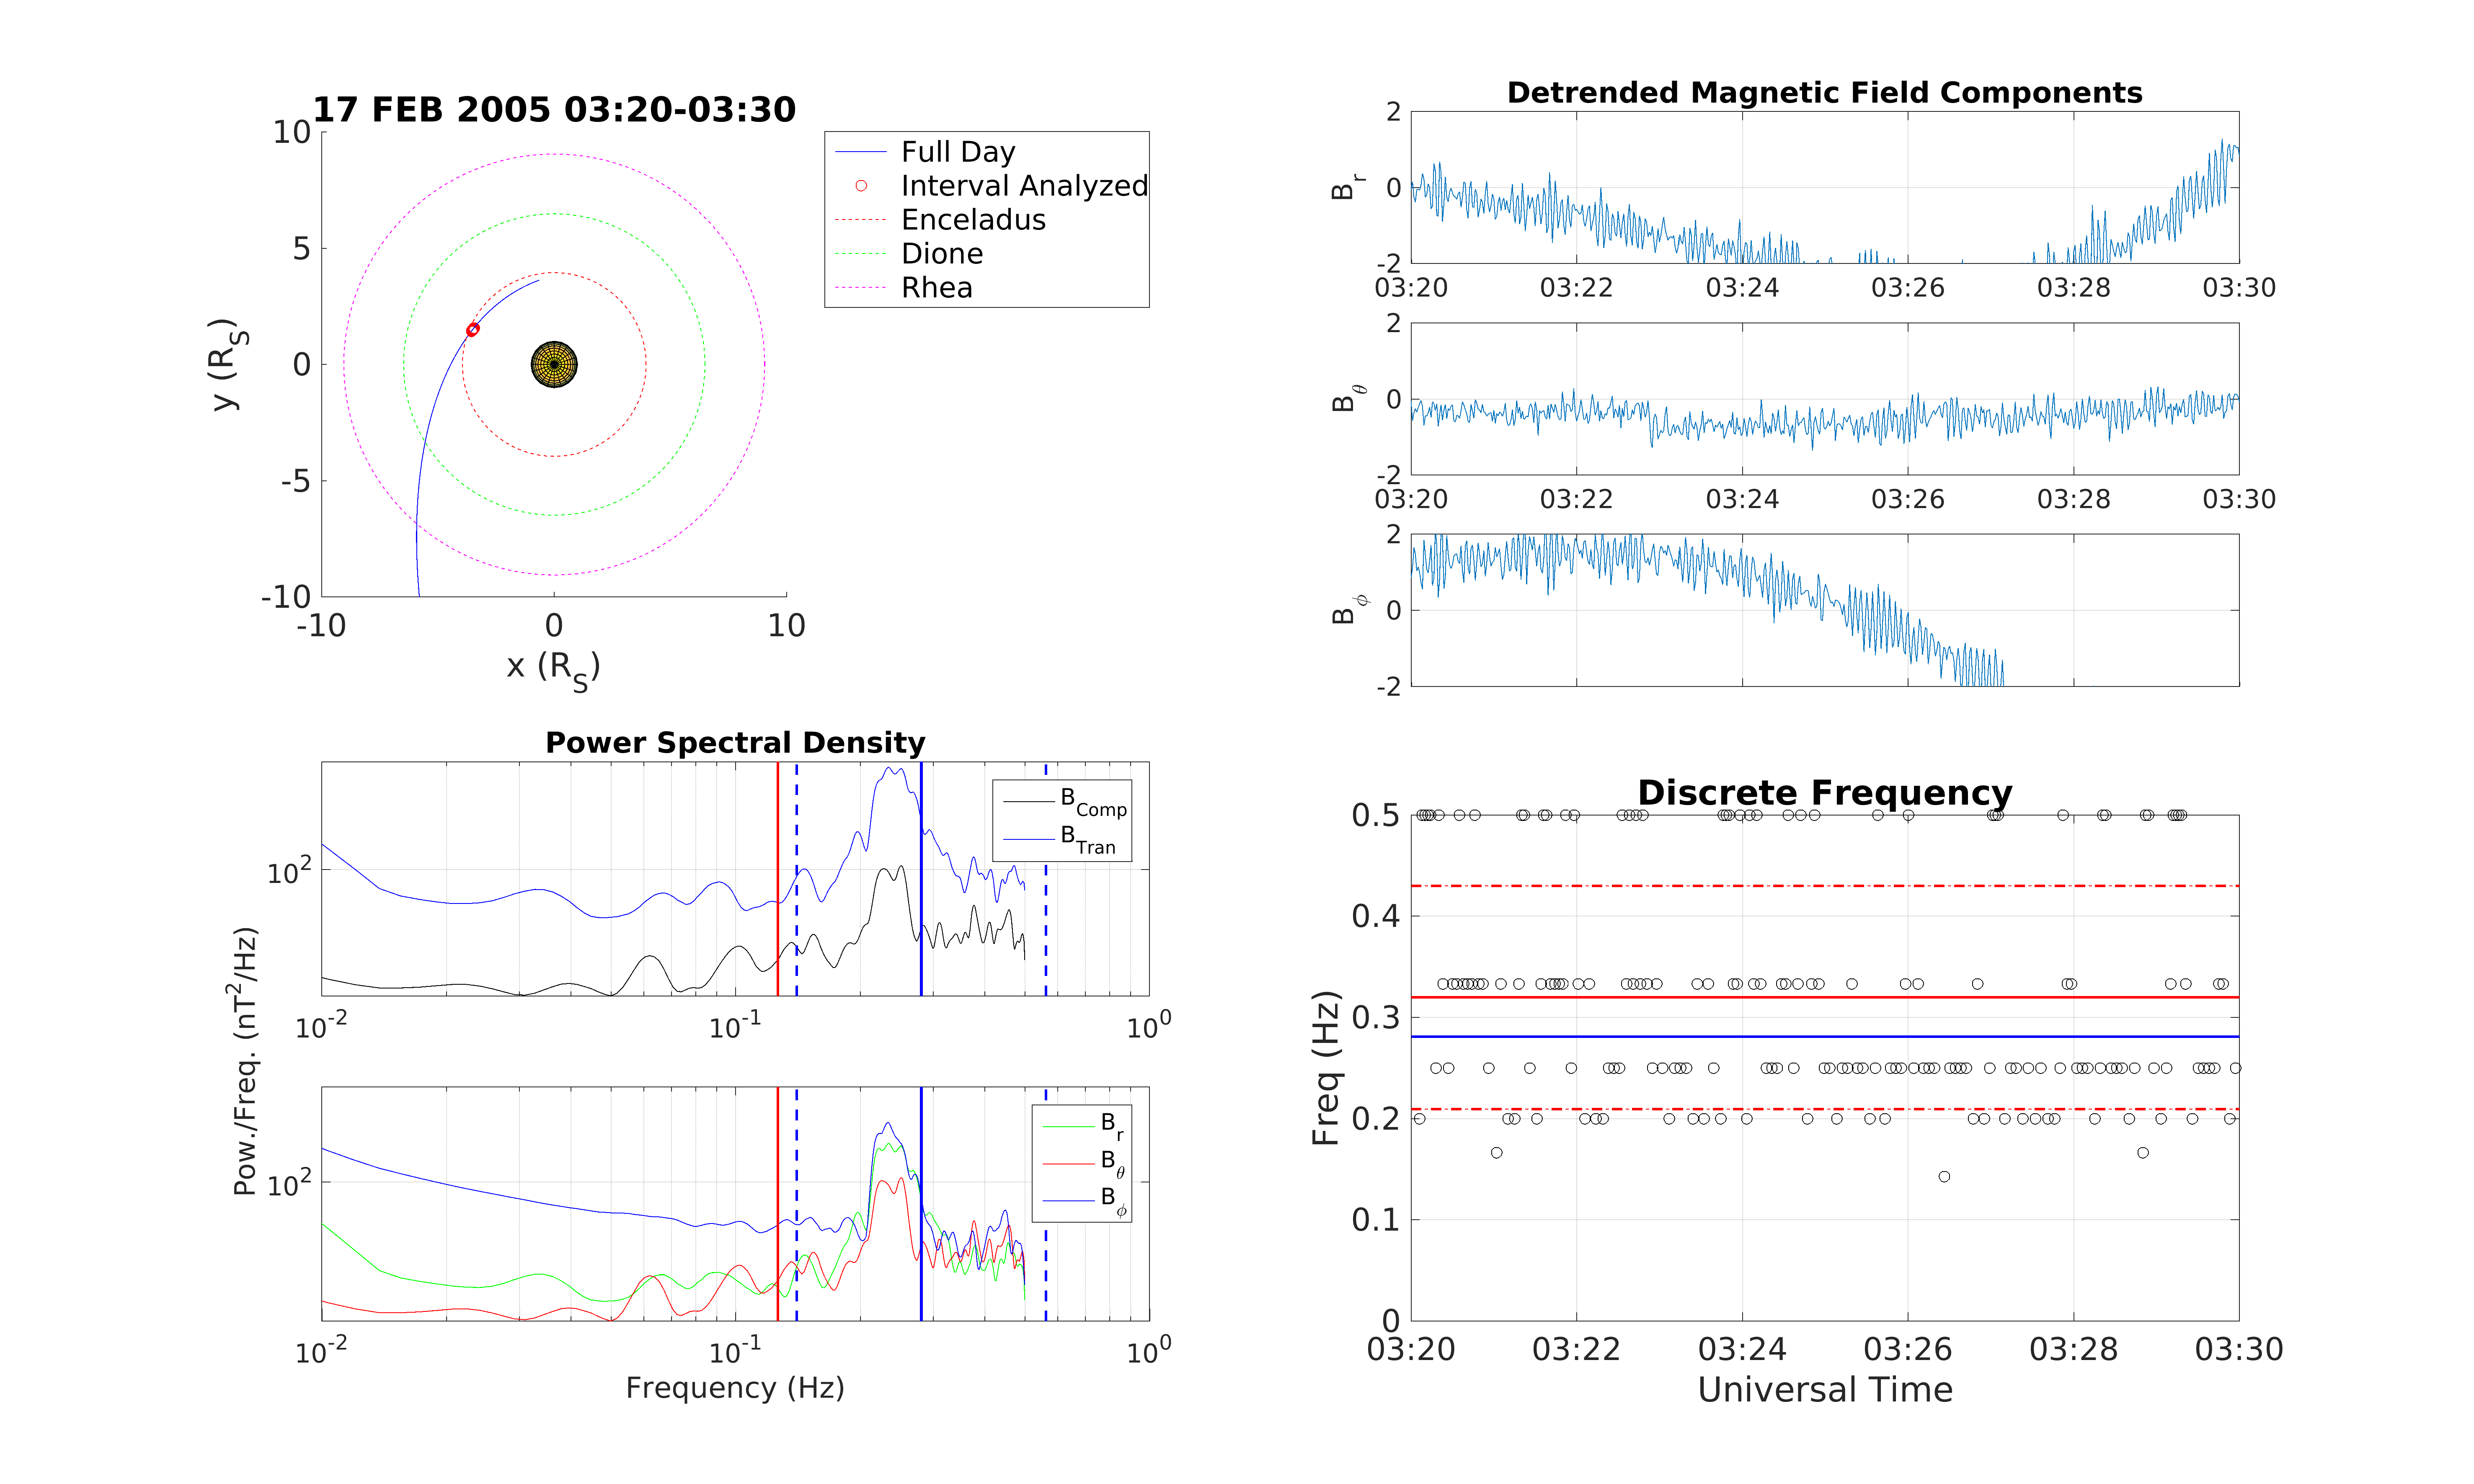 17 FEB 2005 03:20-03:30
10
5
0
-5
-10
-10 0 10
y (R_S)
x (R_S)
Full Day
Interval Analyzed
Enceladus
Dione
Rhea
Detrended Magnetic Field Components
2
0
-2
B_r
03:20 03:22 03:24 03:26 03:28 03:30
2
0
-2
B_θ
03:20 03:22 03:24 03:26 03:28 03:30
2
0
-2
B_ϕ
Power Spectral Density
10^2
B_Comp
B_Tran
10^-2 10^-1 10^0
Pow./Freq. (nT^2/Hz)
10^2
B_r
B_θ
B_ϕ
10^-2 10^-1 10^0
Frequency (Hz)
Discrete Frequency
0.5
0.4
0.3
0.2
0.1
0
Freq (Hz)
03:20 03:22 03:24 03:26 03:28 03:30
Universal Time